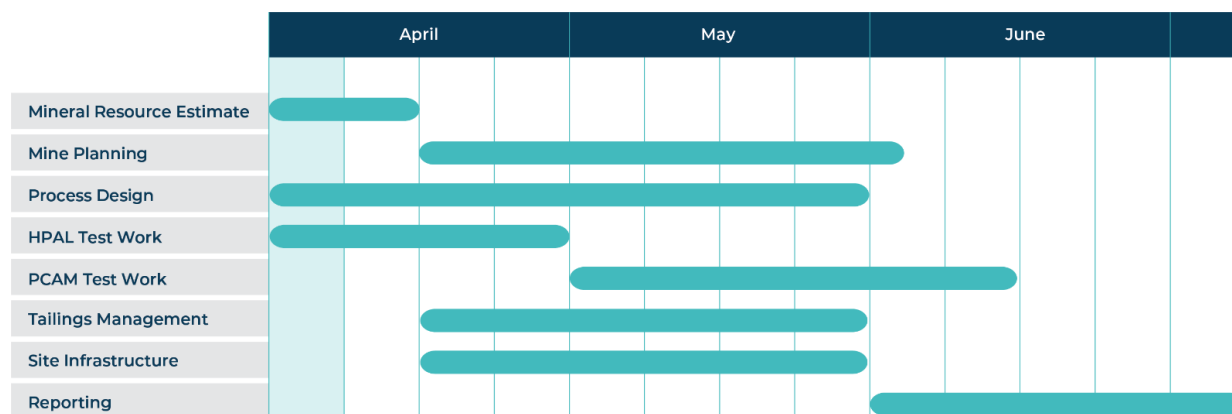 April May June
Mineral Resource Estimate
Mine Planning
Process Design
HPAL Test Work
PCAM Test Work
Tailings Management
Site Infrastructure
Reporting